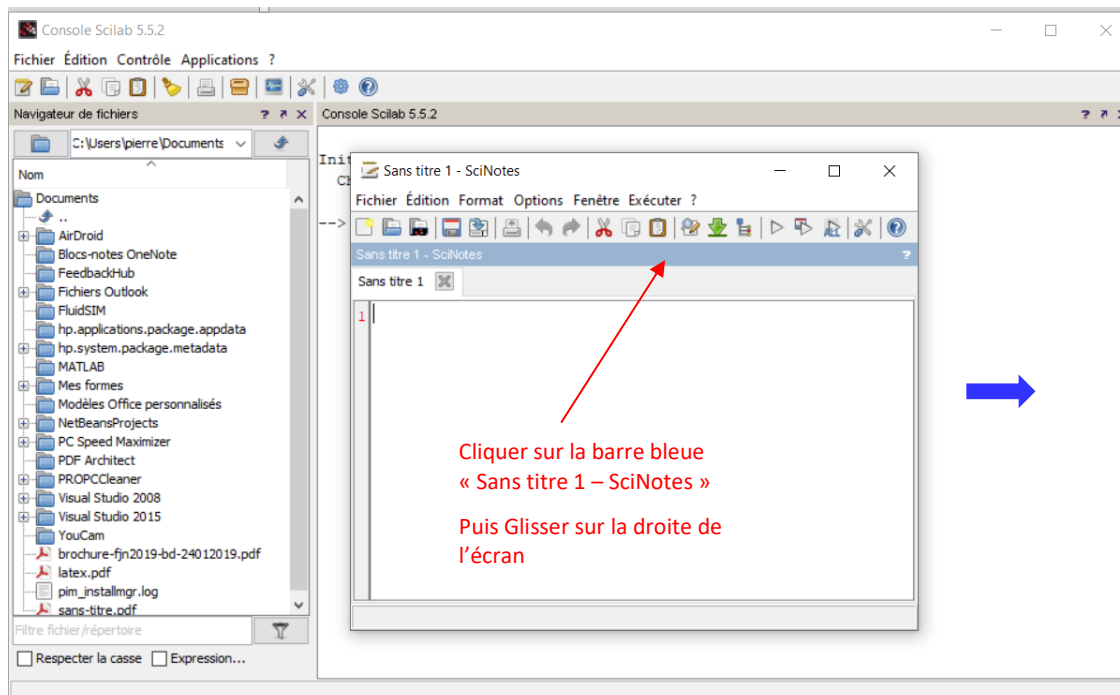 Console Scilab 5.5.2
Fichier Édition Contrôle Applications ?
Navigateur de fichiers
Console Scilab 5.5.2
C:\Users\pierre\Documents
Nom
Documents
..
AirDroid
Blocs-notes OneNote
FeedbackHub
Fichiers Outlook
FluidSIM
hp.applications.package.appdata
hp.system.package.metadata
MATLAB
Mes formes
Modèles Office personnalisés
NetBeansProjects
PC Speed Maximizer
PDF Architect
PROPCCleaner
Visual Studio 2008
Visual Studio 2015
YouCam
brochure-fjn2019-bd-24012019.pdf
latex.pdf
pim_installmgr.log
sans-titre.pdf
Filtre fichier/répertoire
Respecter la casse Expression...
Init
-->
Sans titre 1 - SciNotes
Fichier Édition Format Options Fenêtre Exécuter ?
Sans titre 1 - SciNotes
Sans titre 1
1
Cliquer sur la barre bleue
« Sans titre 1 – SciNotes »
Puis Glisser sur la droite de
l’écran